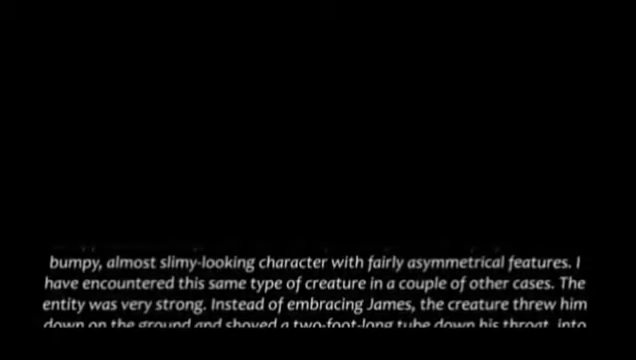 bumpy, almost slimy-looking character with fairly asymmetrical features. I
have encountered this same type of creature in a couple of other cases. The
entity was very strong. Instead of embracing James, the creature threw him
down on the ground and shoved a two-foot-long tube down his throat, into